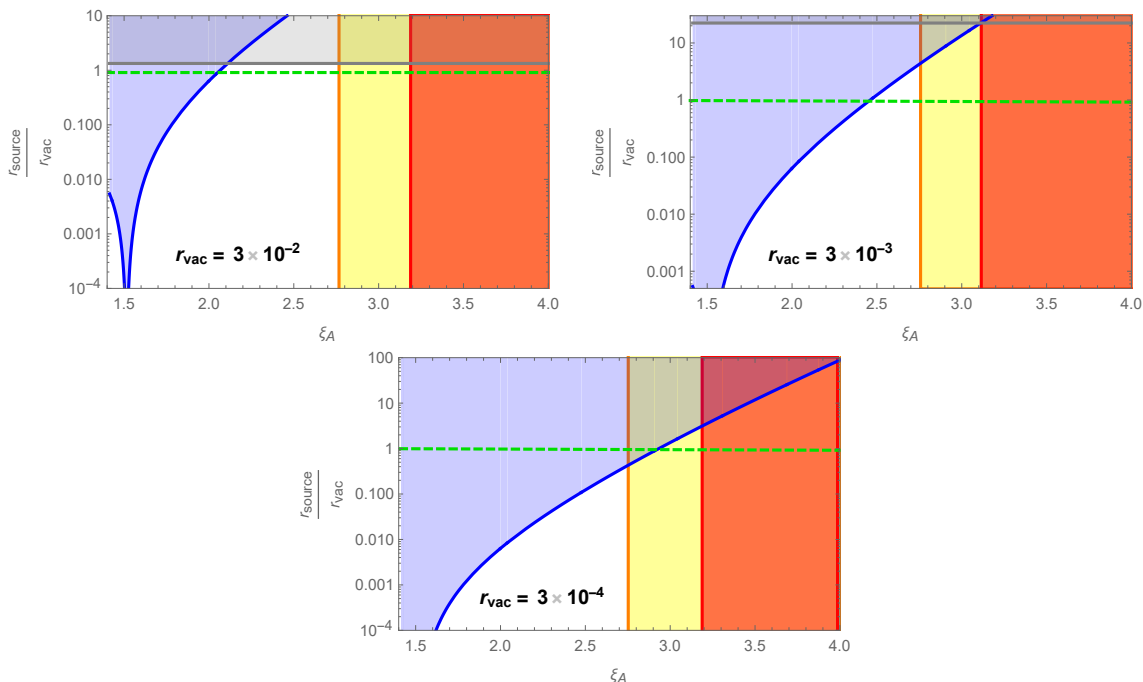 10
1
0.100
0.010
0.001
10⁻⁴
r_source
r_vac
r_vac = 3 × 10⁻²
1.5 2.0 2.5 3.0 3.5 4.0
ξ_A
10
1
0.100
0.010
0.001
r_source
r_vac
r_vac = 3 × 10⁻³
1.5 2.0 2.5 3.0 3.5 4.0
ξ_A
100
10
1
0.100
0.010
0.001
10⁻⁴
r_source
r_vac
r_vac = 3 × 10⁻⁴
1.5 2.0 2.5 3.0 3.5 4.0
ξ_A